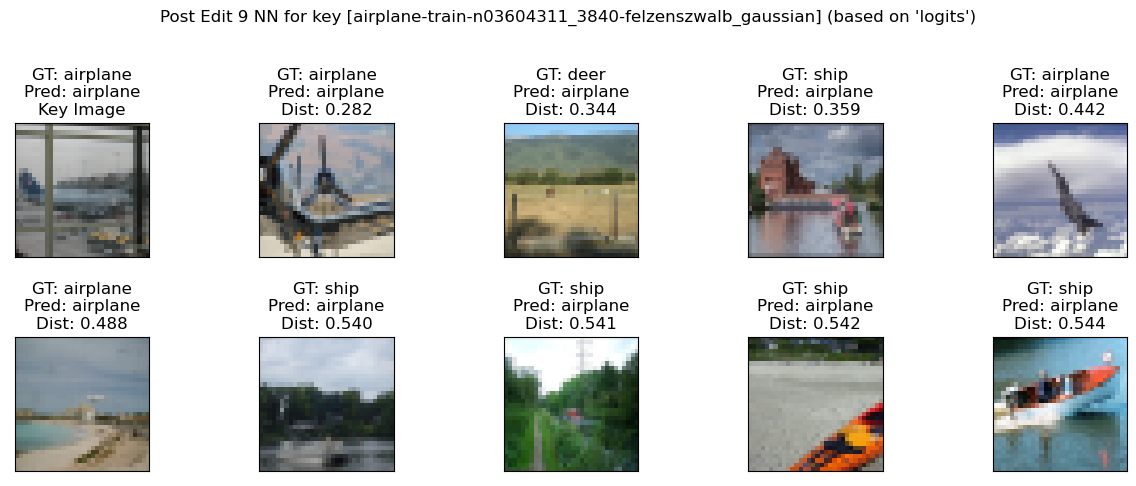 Post Edit 9 NN for key [airplane-train-n03604311_3840-felzenszwalb_gaussian] (based on 'logits')
GT: airplane
Pred: airplane
Key Image
GT: airplane
Pred: airplane
Dist: 0.282
GT: deer
Pred: airplane
Dist: 0.344
GT: ship
Pred: airplane
Dist: 0.359
GT: airplane
Pred: airplane
Dist: 0.442
GT: airplane
Pred: airplane
Dist: 0.488
GT: ship
Pred: airplane
Dist: 0.540
GT: ship
Pred: airplane
Dist: 0.541
GT: ship
Pred: airplane
Dist: 0.542
GT: ship
Pred: airplane
Dist: 0.544